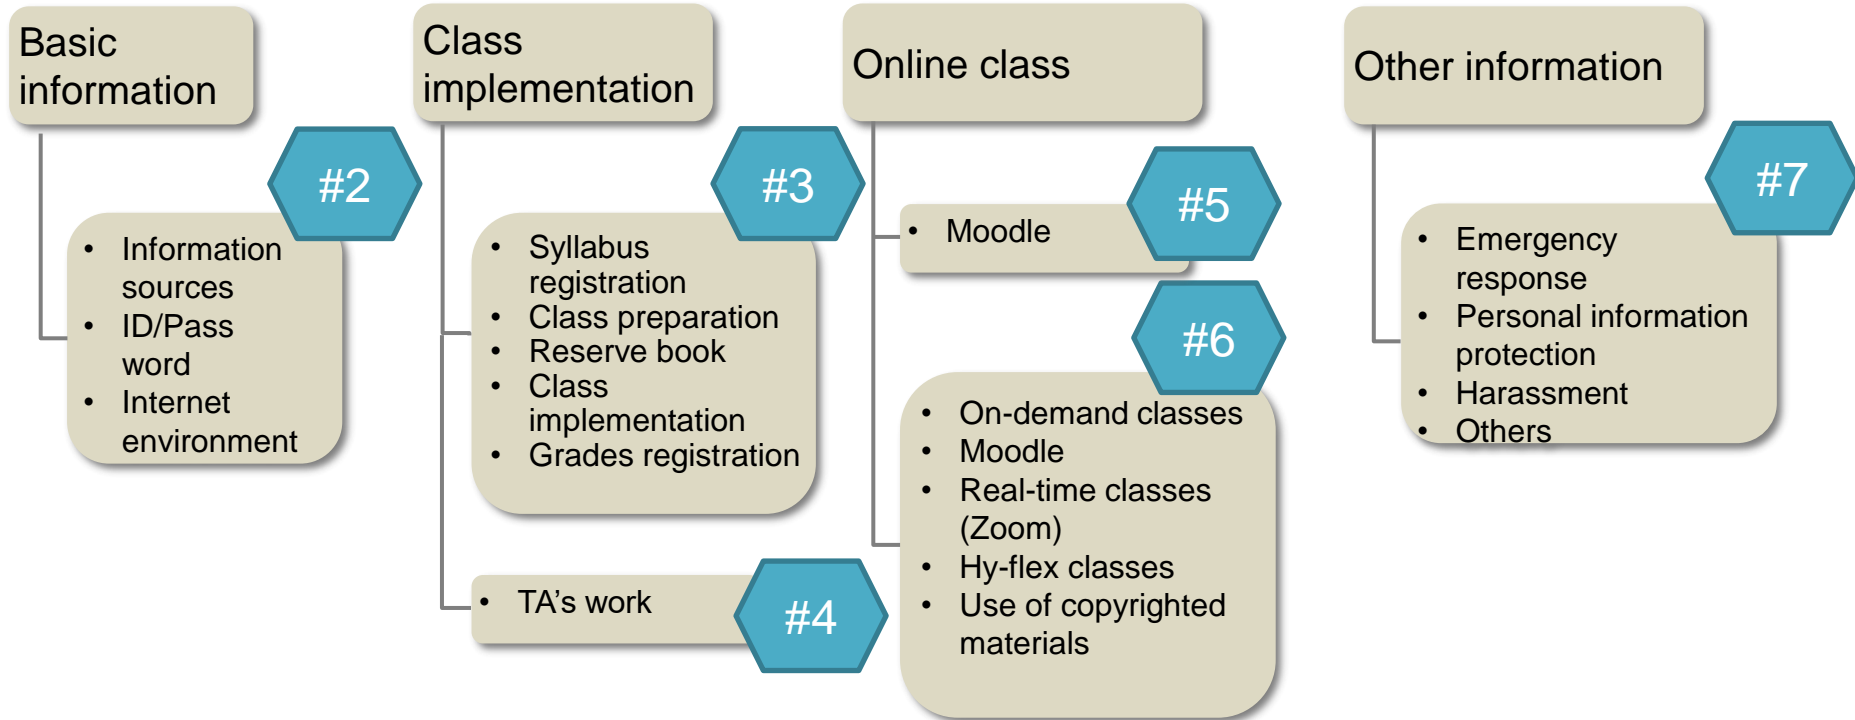 Basic
information
#2
• Information
sources
• ID/Pass
word
• Internet
environment
Class
implementation
#3
• Syllabus
registration
• Class preparation
• Reserve book
• Class
implementation
• Grades registration
• TA's work
#4
Online class
#5
• Moodle
#6
• On-demand classes
• Moodle
• Real-time classes
(Zoom)
• Hy-flex classes
• Use of copyrighted
materials
Other information
#7
• Emergency
response
• Personal information
protection
• Harassment
• Others